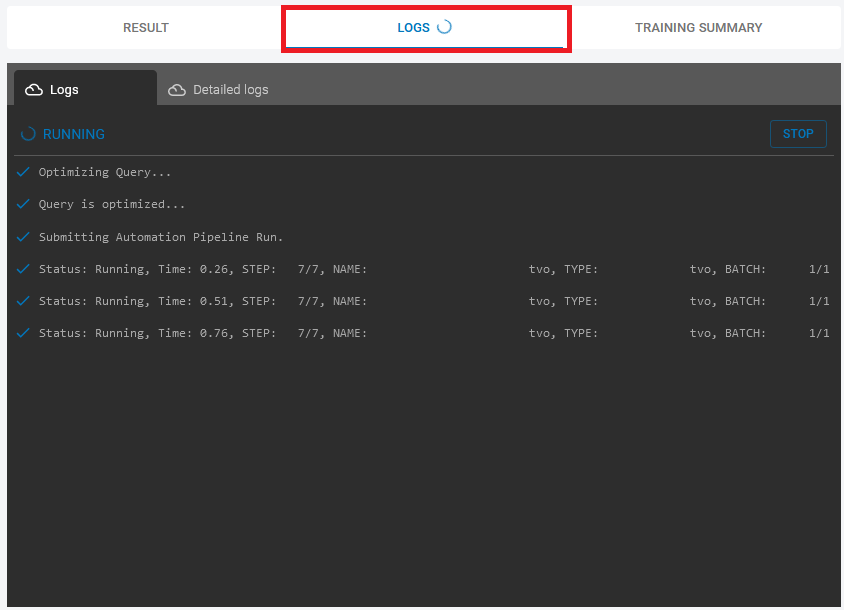 RESULT LOGS TRAINING SUMMARY
Logs Detailed logs
RUNNING STOP
Optimizing Query...
Query is optimized...
Submitting Automation Pipeline Run.
Status: Running, Time: 0.26, STEP: 7/7, NAME: tvo, TYPE: tvo, BATCH: 1/1
Status: Running, Time: 0.51, STEP: 7/7, NAME: tvo, TYPE: tvo, BATCH: 1/1
Status: Running, Time: 0.76, STEP: 7/7, NAME: tvo, TYPE: tvo, BATCH: 1/1